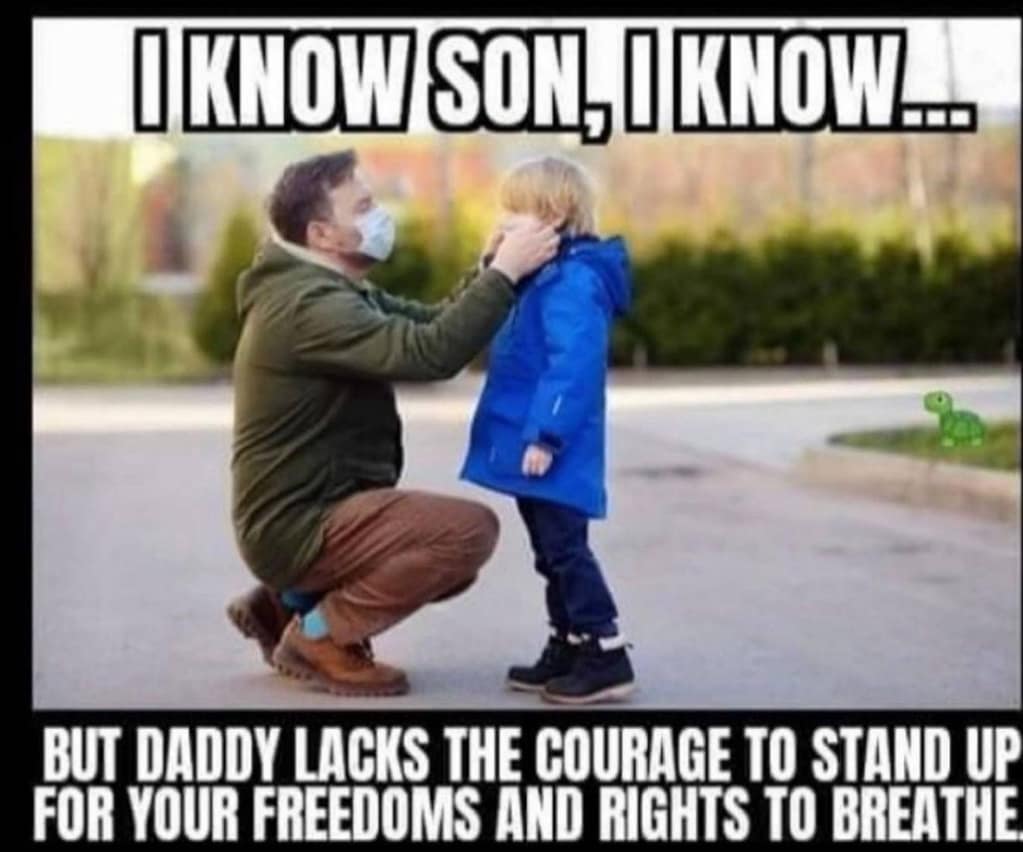 I KNOW SON, I KNOW...
BUT DADDY LACKS THE COURAGE TO STAND UP
FOR YOUR FREEDOMS AND RIGHTS TO BREATHE.